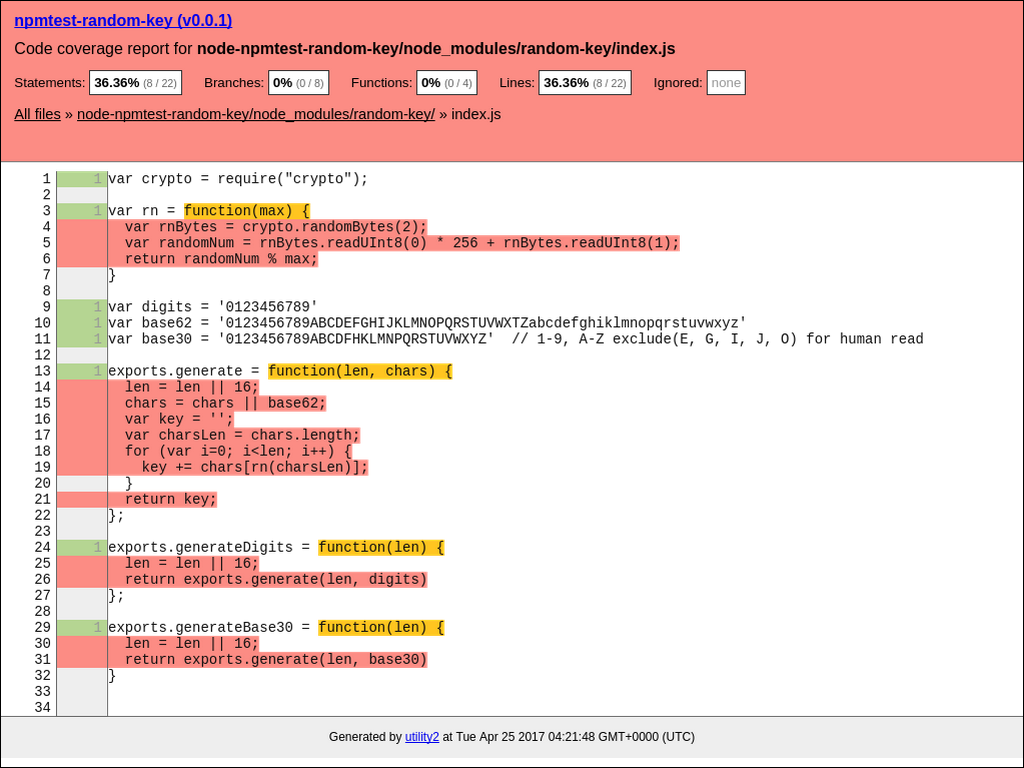 npmtest-random-key (v0.0.1)
Code coverage report for node-npmtest-random-key/node_modules/random-key/index.js
Statements: 36.36% (8 / 22) Branches: 0% (0 / 8) Functions: 0% (0 / 4) Lines: 36.36% (8 / 22) Ignored: none
All files » node-npmtest-random-key/node_modules/random-key/ » index.js
1 1 var crypto = require("crypto");
2
3 1 var rn = function(max) {
4   var rnBytes = crypto.randomBytes(2);
5   var randomNum = rnBytes.readUInt8(0) * 256 + rnBytes.readUInt8(1);
6   return randomNum % max;
7 }
8
9 1 var digits = '0123456789'
10 1 var base62 = '0123456789ABCDEFGHIJKLMNOPQRSTUVWXTZabcdefghiklmnopqrstuvwxyz'
11 1 var base30 = '0123456789ABCDFHKLMNPQRSTUVWXYZ'  // 1-9, A-Z exclude(E, G, I, J, O) for human read
12
13 1 exports.generate = function(len, chars) {
14   len = len || 16;
15   chars = chars || base62;
16   var key = '';
17   var charsLen = chars.length;
18   for (var i=0; i<len; i++) {
19     key += chars[rn(charsLen)];
20   }
21   return key;
22 };
23
24 1 exports.generateDigits = function(len) {
25   len = len || 16;
26   return exports.generate(len, digits)
27 };
28
29 1 exports.generateBase30 = function(len) {
30   len = len || 16;
31   return exports.generate(len, base30)
32 }
33
34
Generated by utility2 at Tue Apr 25 2017 04:21:48 GMT+0000 (UTC)